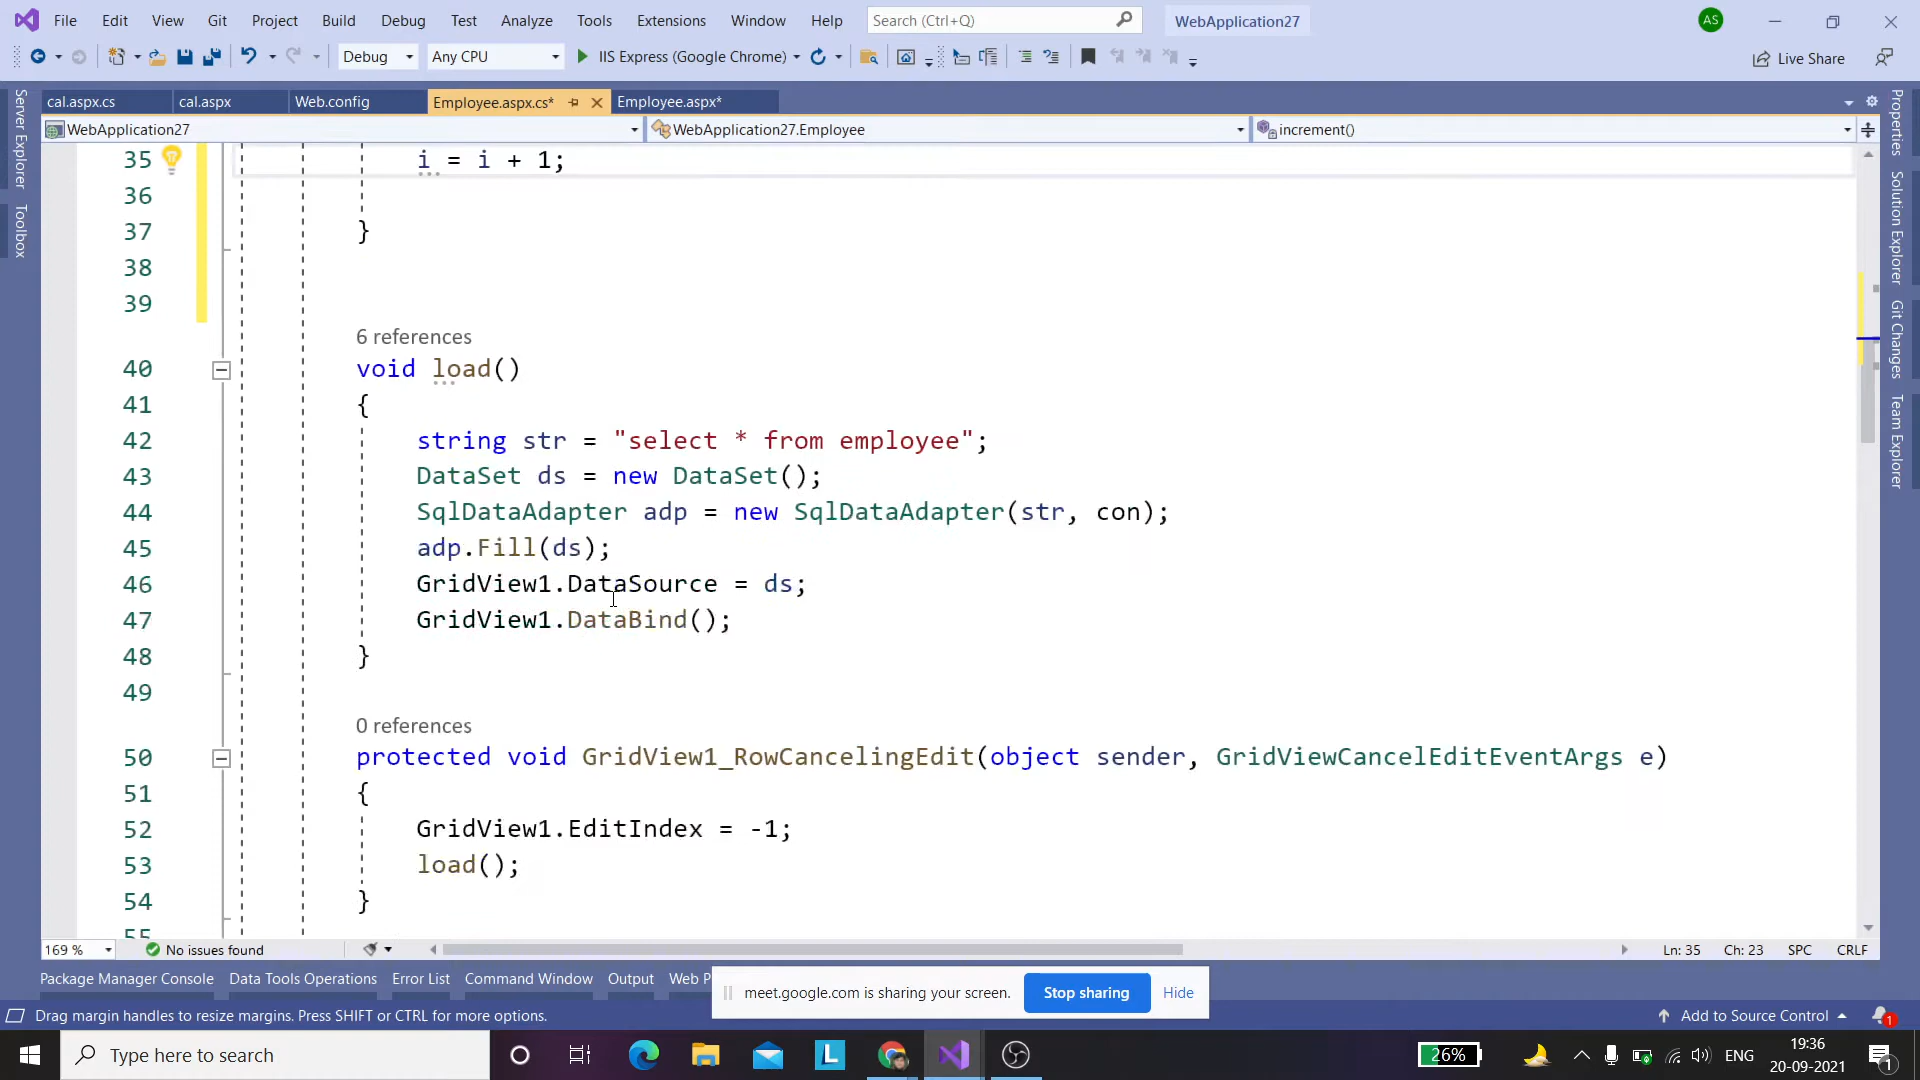 File Edit View Git Project Build Debug Test Analyze Tools Extensions Window Help Search (Ctrl+Q) WebApplication27 AS
Debug Any CPU IIS Express (Google Chrome) Live Share
cal.aspx.cs cal.aspx Web.config Employee.aspx.cs* Employee.aspx*
WebApplication27 WebApplication27.Employee increment()
Server Explorer
Toolbox
Properties
Solution Explorer
Git Changes
Team Explorer
35 i = i + 1;
36
37 }
38
39
6 references
40 void load()
41 {
42 string str = "select * from employee";
43 DataSet ds = new DataSet();
44 SqlDataAdapter adp = new SqlDataAdapter(str, con);
45 adp.Fill(ds);
46 GridView1.DataSource = ds;
47 GridView1.DataBind();
48 }
49
0 references
50 protected void GridView1_RowCancelingEdit(object sender, GridViewCancelEditEventArgs e)
51 {
52 GridView1.EditIndex = -1;
53 load();
54 }
55
169 % No issues found Ln: 35 Ch: 23 SPC CRLF
Package Manager Console Data Tools Operations Error List Command Window Output Web P
meet.google.com is sharing your screen. Stop sharing Hide
Drag margin handles to resize margins. Press SHIFT or CTRL for more options. Add to Source Control 1
Type here to search L 26% ENG 19:36
20-09-2021 1